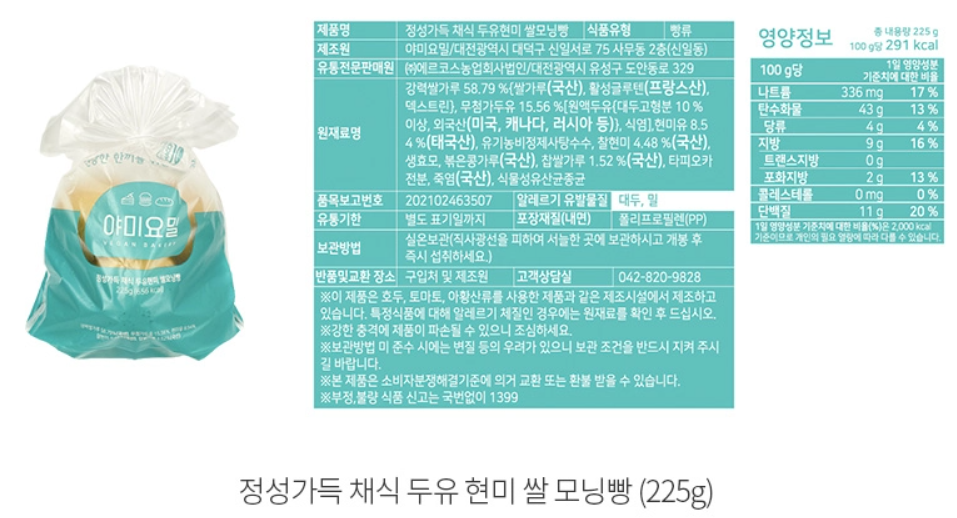 야미요밀
VEGAN BAKERY
정성가득 채식 두유현미 쌀모닝빵
225g(656 kcal)
제품명 정성가득 채식 두유현미 쌀모닝빵 식품유형 빵류
제조원 야미요밀/대전광역시 대덕구 신일서로 75 사무동 2층(신일동)
유통전문판매원 ㈜에르코스농업회사법인/대전광역시 유성구 도안동로 329
원재료명
강력쌀가루 58.79 %{쌀가루(국산), 활성글루텐(프랑스산),
덱스트린}, 무첨가두유 15.56 %{원액두유{대두고형분 10 %
이상, 외국산(미국, 캐나다, 러시아 등)}, 식염},현미유 8.5
4 %(태국산), 유기농비정제사탕수수, 찰현미 4.48 %(국산),
생효모, 볶은콩가루(국산), 찹쌀가루 1.52 %(국산), 타피오카
전분, 죽염(국산), 식물성유산균종균
품목보고번호 202102463507 알레르기 유발물질 대두, 밀
유통기한 별도 표기일까지 포장재질(내면) 폴리프로필렌(PP)
보관방법
실온보관(직사광선을 피하여 서늘한 곳에 보관하시고 개봉 후
즉시 섭취하세요.)
반품및교환 장소 구입처 및 제조원 고객상담실 042-820-9828
※이 제품은 호두, 토마토, 아황산류를 사용한 제품과 같은 제조시설에서 제조하고
있습니다. 특정식품에 대해 알레르기 체질인 경우에는 원재료를 확인 후 드십시오.
※강한 충격에 제품이 파손될 수 있으니 조심하세요.
※보관방법 미 준수 시에는 변질 등의 우려가 있으니 보관 조건을 반드시 지켜 주시
길 바랍니다.
※본 제품은 소비자분쟁해결기준에 의거 교환 또는 환불 받을 수 있습니다.
※부정,불량 식품 신고는 국번없이 1399
영양정보
총 내용량 225 g
100 g당 291 kcal
100 g당
1일 영양성분
기준치에 대한 비율
나트륨 336 mg 17 %
탄수화물 43 g 13 %
당류 4 g 4 %
지방 9 g 16 %
트랜스지방 0 g
포화지방 2 g 13 %
콜레스테롤 0 mg 0 %
단백질 11 g 20 %
1일 영양성분 기준치에 대한 비율(%)은 2,000 kcal
기준이므로 개인의 필요 열량에 따라 다를 수 있습니다.
정성가득 채식 두유 현미 쌀 모닝빵 (225g)